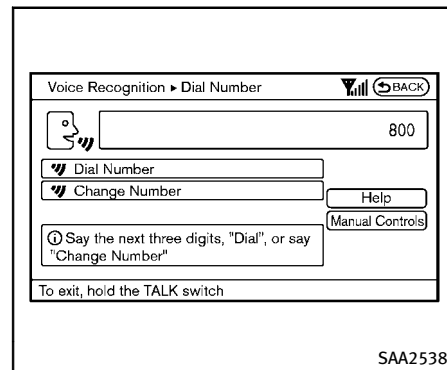 Voice Recognition ▸ Dial Number
BACK
800
Dial Number
Change Number
Help
Manual Controls
Say the next three digits, "Dial", or say
"Change Number"
To exit, hold the TALK switch
SAA2538